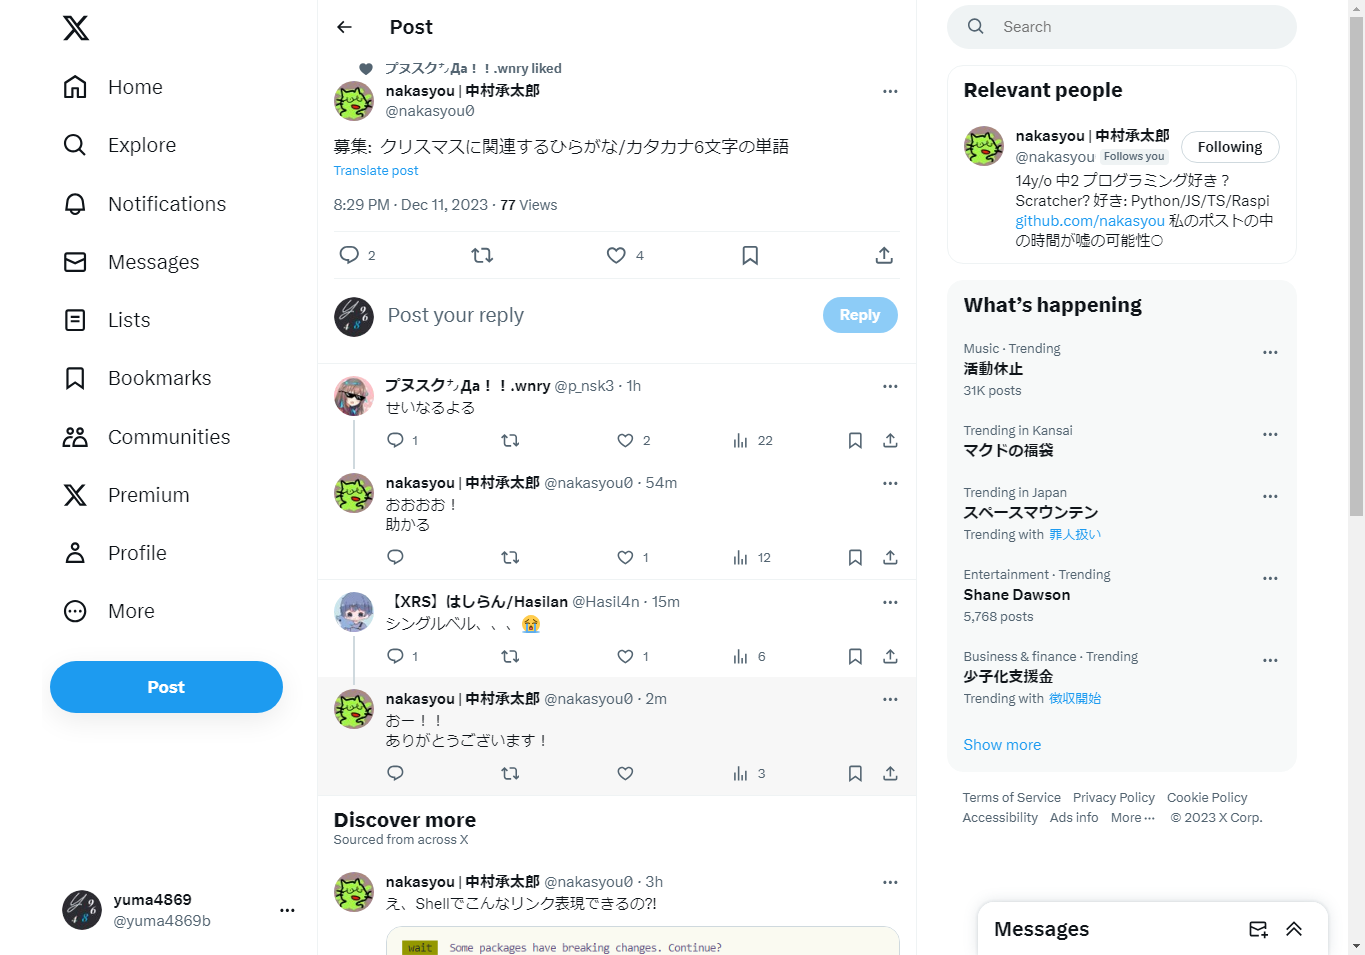 Home
Explore
Notifications
Messages
Lists
Bookmarks
Communities
Premium
Profile
More
Post
yuma4869
@yuma4869b
Post
プヌスクㄘДа！！.wnry liked
nakasyou | 中村承太郎
@nakasyou0
募集: クリスマスに関連するひらがな/カタカナ6文字の単語
Translate post
8:29 PM · Dec 11, 2023 · 77 Views
2 4
Post your reply
Reply
プヌスクㄘДа！！.wnry @p_nsk3 · 1h
せいなるよる
1 2 22
nakasyou | 中村承太郎 @nakasyou0 · 54m
おおおお！
助かる
1 12
【XRS】はしらん/Hasilan @Hasil4n · 15m
シングルベル、、、😭
1 1 6
nakasyou | 中村承太郎 @nakasyou0 · 2m
おー！！
ありがとうございます！
3
Discover more
Sourced from across X
nakasyou | 中村承太郎 @nakasyou0 · 3h
え、Shellでこんなリンク表現できるの?!
wait Some packages have breaking changes. Continue?
Search
Relevant people
nakasyou | 中村承太郎
@nakasyou Follows you
Following
14y/o 中2 プログラミング好き？
Scratcher? 好き: Python/JS/TS/Raspi
github.com/nakasyou 私のポストの中
の時間が嘘の可能性○
What's happening
Music · Trending
活動休止
31K posts
Trending in Kansai
マクドの福袋
Trending in Japan
スペースマウンテン
Trending with 罪人扱い
Entertainment · Trending
Shane Dawson
5,768 posts
Business & finance · Trending
少子化支援金
Trending with 徴収開始
Show more
Terms of Service Privacy Policy Cookie Policy
Accessibility Ads info More ··· © 2023 X Corp.
Messages